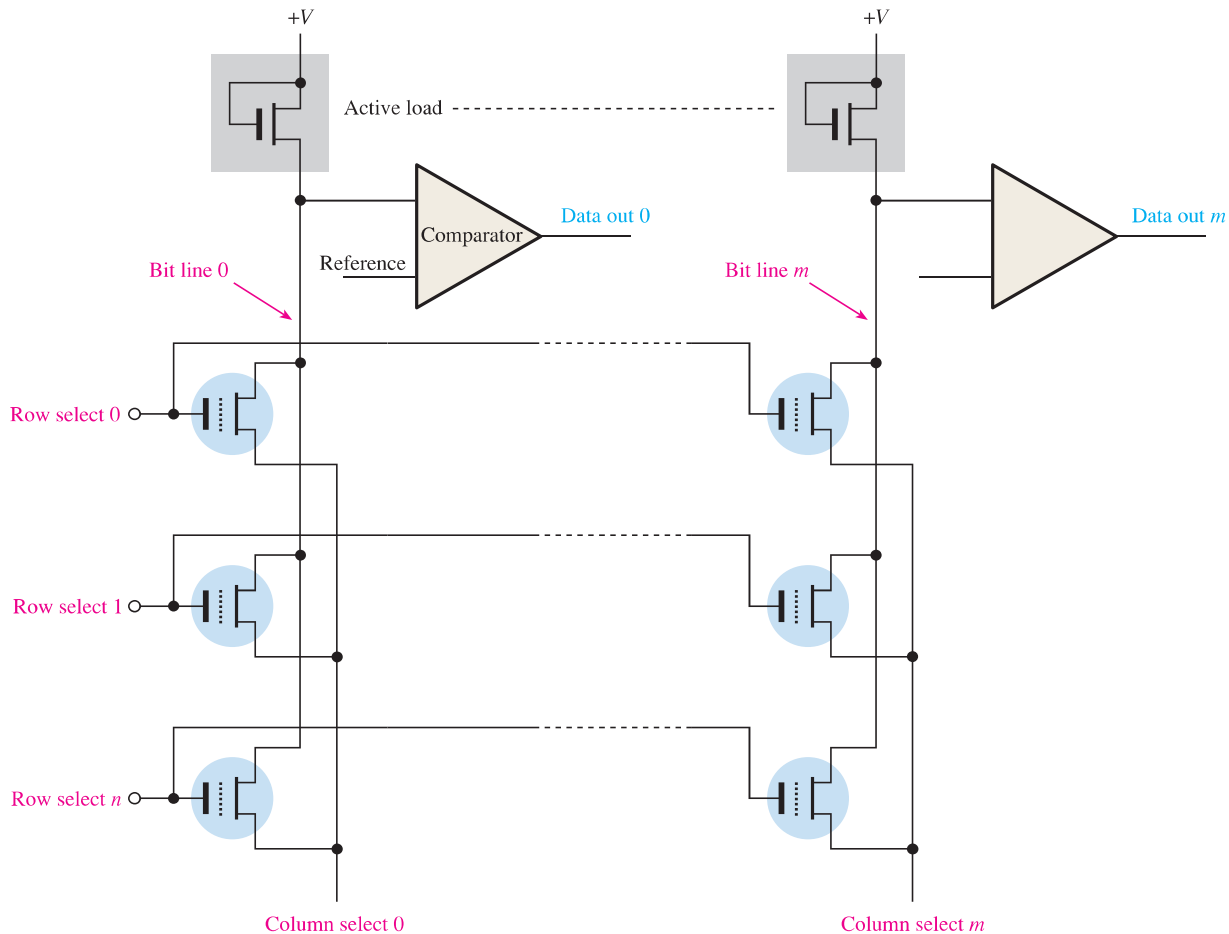 +V
+V
Active load
Data out 0
Data out m
Comparator
Reference
Bit line 0
Bit line m
Row select 0
Row select 1
Row select n
Column select 0
Column select m